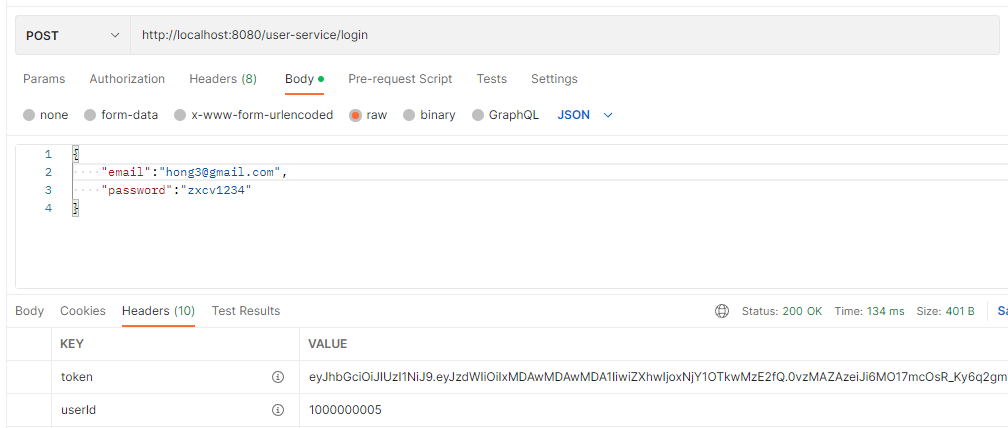 POST http://localhost:8080/user-service/login
Params Authorization Headers (8) Body Pre-request Script Tests Settings
none form-data x-www-form-urlencoded raw binary GraphQL JSON
1 {
2 "email":"hong3@gmail.com",
3 "password":"zxcv1234"
4 }
Body Cookies Headers (10) Test Results Status: 200 OK Time: 134 ms Size: 401 B Sa
KEY VALUE
token eyJhbGciOiJIUzI1NiJ9.eyJzdWIiOiIxMDAwMDAwMDA1IiwiZXhwIjoxNjY1OTkwMzE2fQ.0vzMAZAzeiJi6MO17mcOsR_Ky6q2gm
userId 1000000005